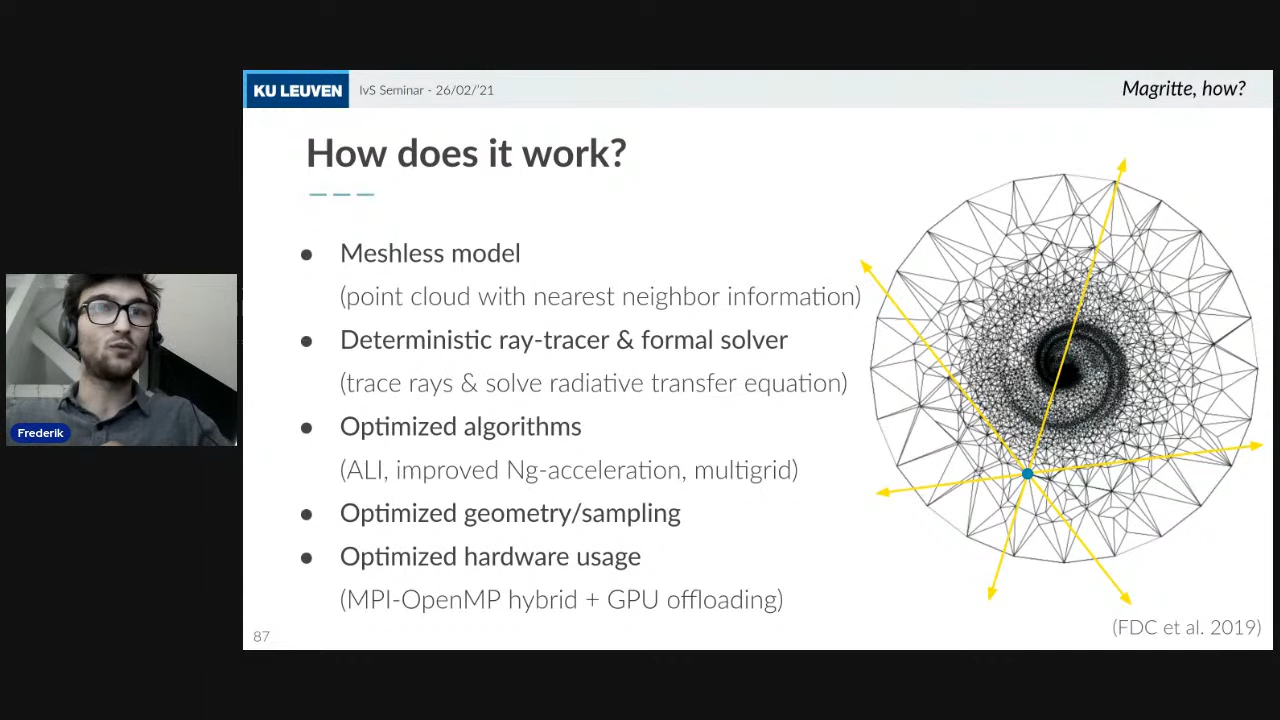 KU LEUVEN
IvS Seminar - 26/02/'21
Magritte, how?
How does it work?
● Meshless model
(point cloud with nearest neighbor information)
● Deterministic ray-tracer & formal solver
(trace rays & solve radiative transfer equation)
● Optimized algorithms
(ALI, improved Ng-acceleration, multigrid)
● Optimized geometry/sampling
● Optimized hardware usage
(MPI-OpenMP hybrid + GPU offloading)
Frederik
(FDC et al. 2019)
87